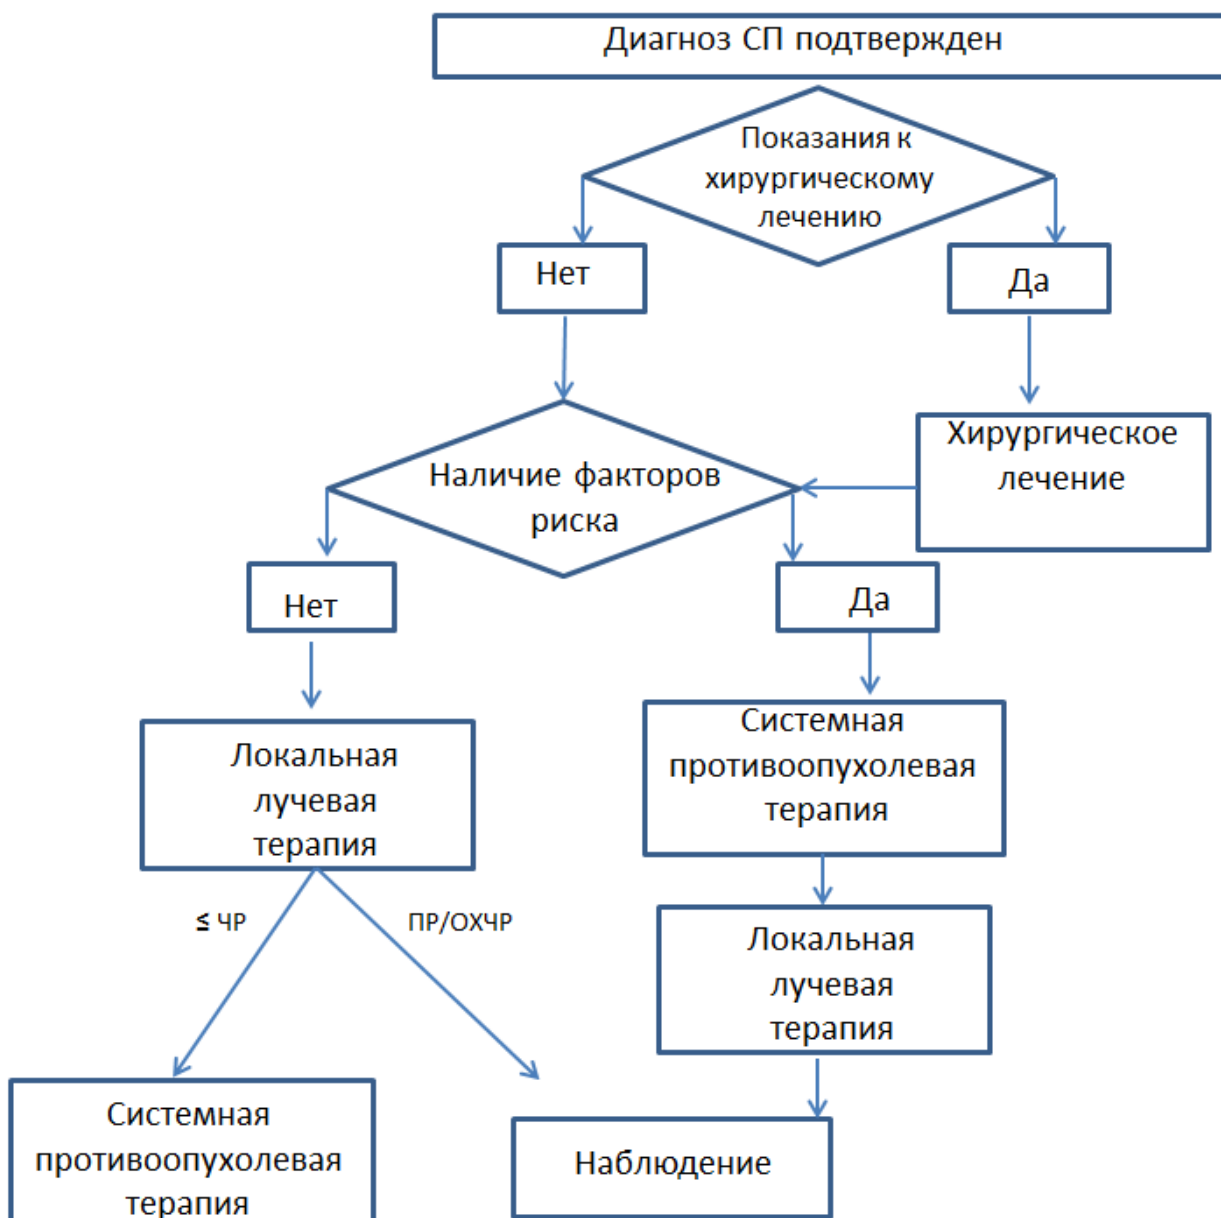 Диагноз СП подтвержден
Показания к
хирургическому
лечению
Нет
Да
Хирургическое
лечение
Наличие факторов
риска
Нет
Да
Локальная
лучевая
терапия
Системная
противоопухолевая
терапия
≤ ЧР
ПР/ОХЧР
Локальная
лучевая
терапия
Системная
противоопухолевая
терапия
Наблюдение